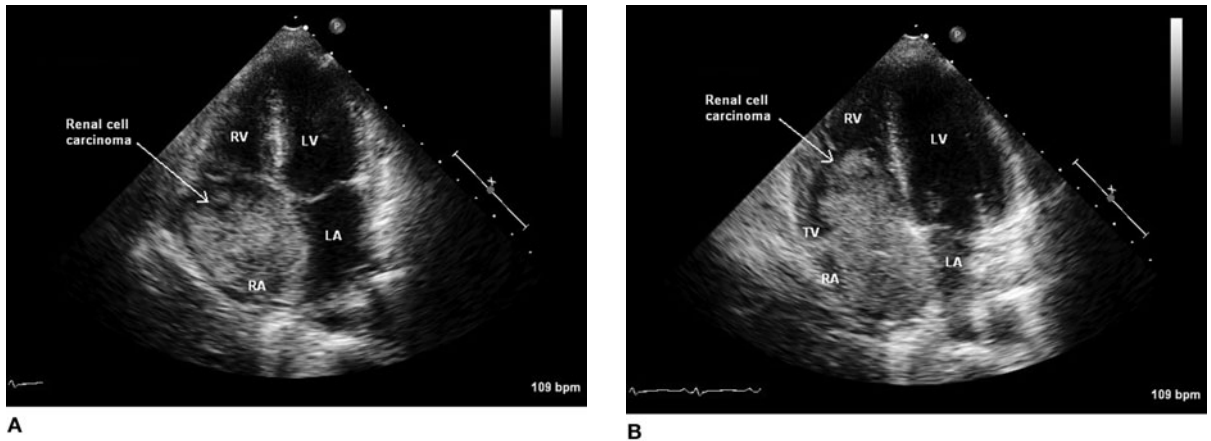 P
Renal cell
carcinoma
RV
LV
LA
RA
109 bpm
A
P
Renal cell
carcinoma
RV
LV
TV
LA
RA
109 bpm
B